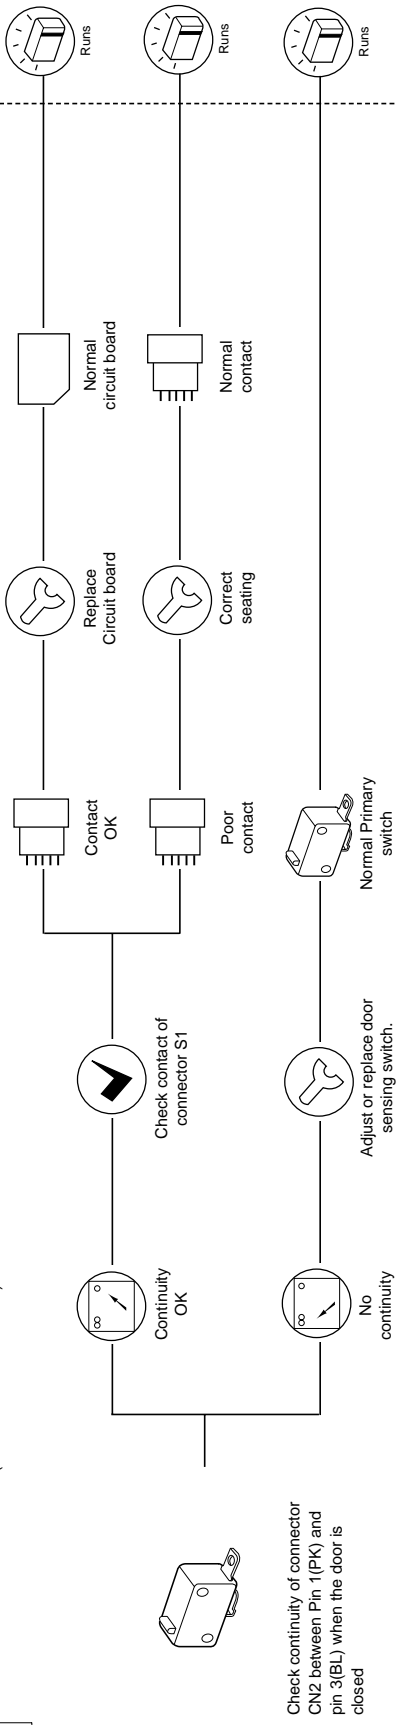 Check continuity of connector
CN2 between Pin 1(PK) and
pin 3(BL) when the door is
closed
Continuity
OK
Check contact of
connector S1
Contact
OK
Replace
Circuit board
Normal
circuit board
Runs
Poor
contact
Correct
seating
Normal
contact
Runs
No
continuity
Adjust or replace door
sensing switch.
Normal Primary
switch
Runs